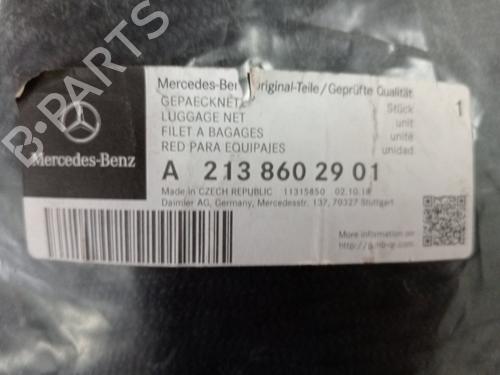 B-PARTS
Mercedes-Benz
Mercedes-Ben Original-Teile/Geprüfte Qualität
GEPAECKNET
LUGGAGE NET
FILET A BAGAGES
RED PARA EQUIPAJES
Stück
unit
unité
unidad
1
A 213 860 29 01
Made in CZECH REPUBLIC 11315850 02.10.18
Daimler AG, Germany, Mercedesstr. 137, 70327 Stuttgart
More information on